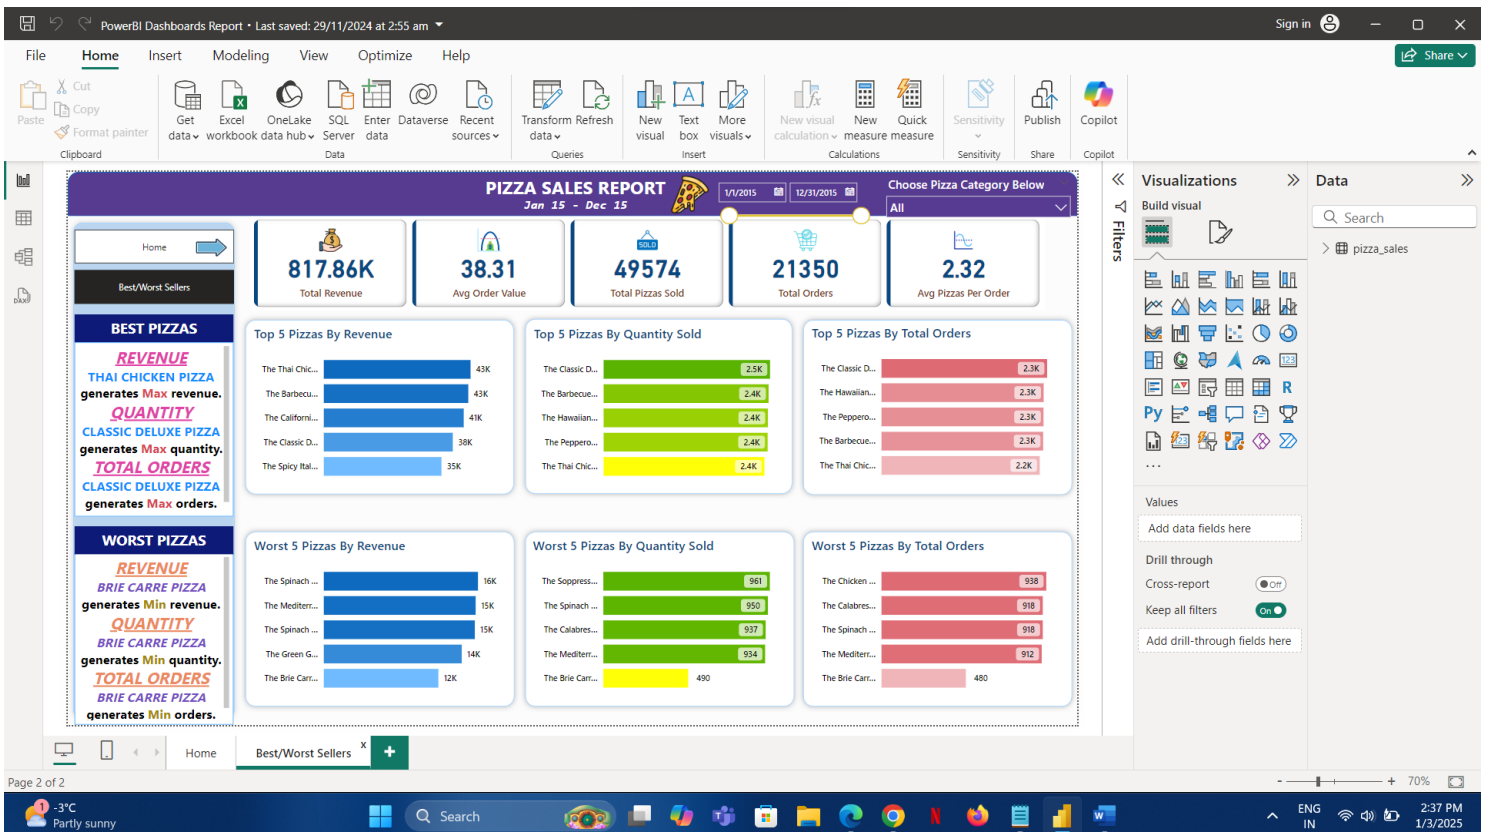 PowerBI Dashboards Report • Last saved: 29/11/2024 at 2:55 am
Sign in
File Home Insert Modeling View Optimize Help
Share
Paste
Cut
Copy
Format painter
Clipboard
Get data
Excel workbook
OneLake data hub
SQL Server
Enter data
Dataverse
Recent sources
Data
Transform data
Refresh
Queries
New visual
Text box
More visuals
Insert
New visual calculation
New measure
Quick measure
Calculations
Sensitivity
Sensitivity
Publish
Share
Copilot
Copilot
PIZZA SALES REPORT
Jan 15 - Dec 15
1/1/2015
12/31/2015
Choose Pizza Category Below
All
Home
Best/Worst Sellers
817.86K
Total Revenue
38.31
Avg Order Value
SOLD
49574
Total Pizzas Sold
21350
Total Orders
2.32
Avg Pizzas Per Order
BEST PIZZAS
REVENUE
THAI CHICKEN PIZZA
generates Max revenue.
QUANTITY
CLASSIC DELUXE PIZZA
generates Max quantity.
TOTAL ORDERS
CLASSIC DELUXE PIZZA
generates Max orders.
Top 5 Pizzas By Revenue
The Thai Chic... 43K
The Barbecu... 43K
The Californi... 41K
The Classic D... 38K
The Spicy Ital... 35K
Top 5 Pizzas By Quantity Sold
The Classic D... 2.5K
The Barbecue... 2.4K
The Hawaiian... 2.4K
The Peppero... 2.4K
The Thai Chic... 2.4K
Top 5 Pizzas By Total Orders
The Classic D... 2.3K
The Hawaiian... 2.3K
The Peppero... 2.3K
The Barbecue... 2.3K
The Thai Chic... 2.2K
WORST PIZZAS
REVENUE
BRIE CARRE PIZZA
generates Min revenue.
QUANTITY
BRIE CARRE PIZZA
generates Min quantity.
TOTAL ORDERS
BRIE CARRE PIZZA
generates Min orders.
Worst 5 Pizzas By Revenue
The Spinach ... 16K
The Mediterr... 15K
The Spinach ... 15K
The Green G... 14K
The Brie Carr... 12K
Worst 5 Pizzas By Quantity Sold
The Soppress... 961
The Spinach ... 950
The Calabres... 937
The Mediterr... 934
The Brie Carr... 490
Worst 5 Pizzas By Total Orders
The Chicken ... 938
The Calabres... 918
The Spinach ... 918
The Mediterr... 912
The Brie Carr... 480
Filters
Visualizations
Build visual
123
R
Py
123
...
Values
Add data fields here
Drill through
Cross-report Off
Keep all filters On
Add drill-through fields here
Data
Search
pizza_sales
DAX
Home
Best/Worst Sellers x
+
Page 2 of 2
- + 70%
1
-3°C
Partly sunny
Search
N
W
ENG
IN
2:37 PM
1/3/2025